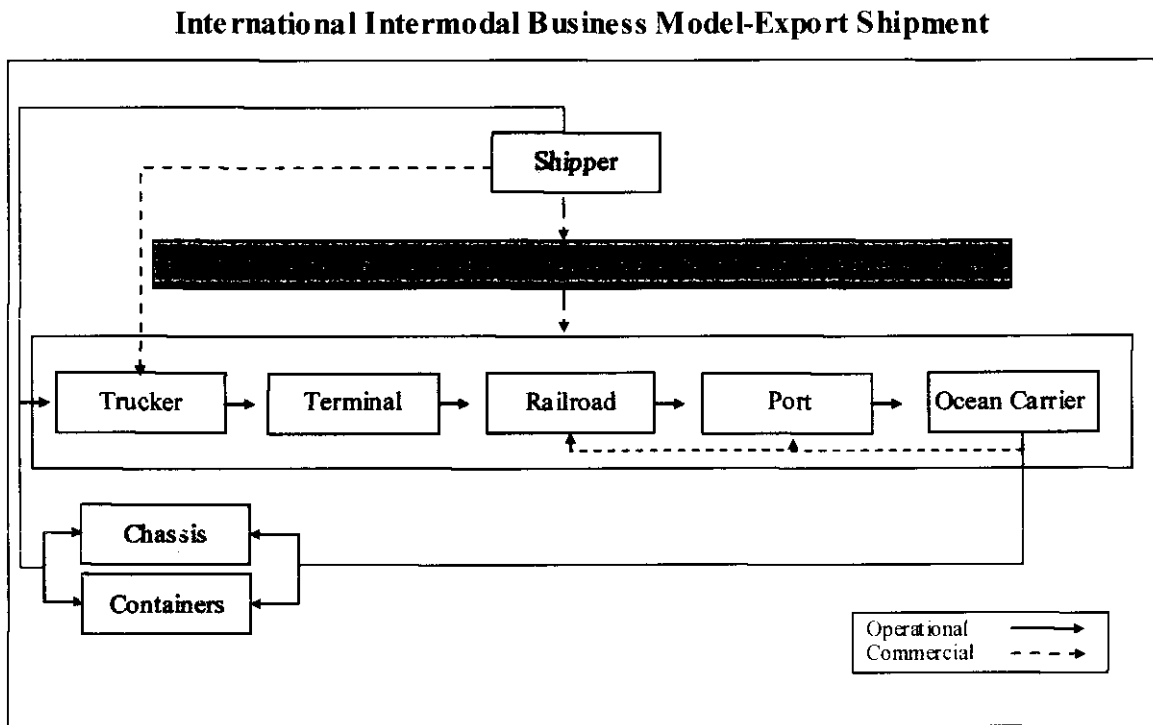 International Intermodal Business Model-Export Shipment
Shipper
Trucker
Terminal
Railroad
Port
Ocean Carrier
Chassis
Containers
Operational
Commercial